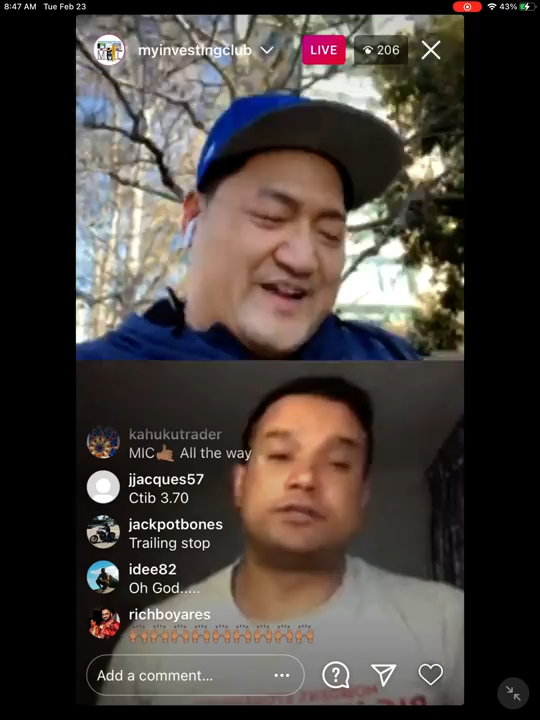 8:47 AM Tue Feb 23
43%
myinvestingclub
LIVE
206
kahukutrader
MIC🤙🏽 All the way
jjacques57
Ctib 3.70
jackpotbones
Trailing stop
idee82
Oh God.....
richboyares
🙌🏽🙌🏽🙌🏽🙌🏽🙌🏽🙌🏽🙌🏽🙌🏽🙌🏽🙌🏽🙌🏽
Add a comment...